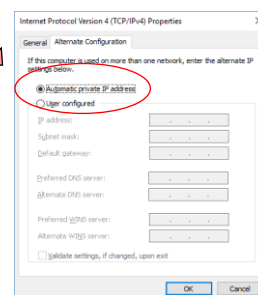 Internet Protocol Version 4 (TCP/IPv4) Properties
General Alternate Configuration
If this computer is used on more than one network, enter the alternate IP
settings below.
Automatic private IP address
User configured
IP address:
Subnet mask:
Default gateway:
Preferred DNS server:
Alternate DNS server:
Preferred WINS server:
Alternate WINS server:
Validate settings, if changed, upon exit
OK Cancel